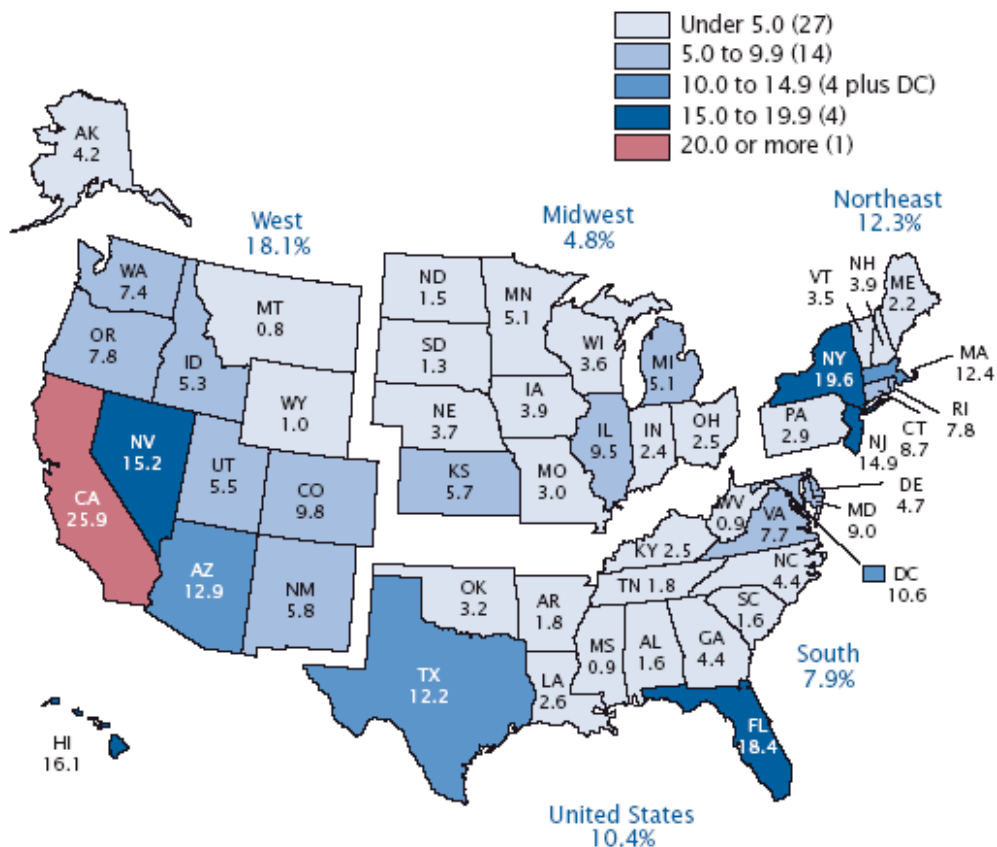 Under 5.0 (27)
5.0 to 9.9 (14)
10.0 to 14.9 (4 plus DC)
15.0 to 19.9 (4)
20.0 or more (1)
AK
4.2
West
18.1%
Midwest
4.8%
Northeast
12.3%
WA
7.4
OR
7.8
ID
5.3
MT
0.8
WY
1.0
NV
15.2
CA
25.9
UT
5.5
CO
9.8
AZ
12.9
NM
5.8
HI
16.1
ND
1.5
SD
1.3
NE
3.7
KS
5.7
MN
5.1
IA
3.9
MO
3.0
WI
3.6
MI
5.1
IL
9.5
IN
2.4
OH
2.5
VT
3.5
NH
3.9
ME
2.2
NY
19.6
MA
12.4
RI
7.8
CT
8.7
NJ
14.9
PA
2.9
DE
4.7
MD
9.0
DC
10.6
WV
0.9
VA
7.7
KY 2.5
TN 1.8
NC
4.4
SC
1.6
OK
3.2
AR
1.8
TX
12.2
LA
2.6
MS
0.9
AL
1.6
GA
4.4
FL
18.4
South
7.9%
United States
10.4%